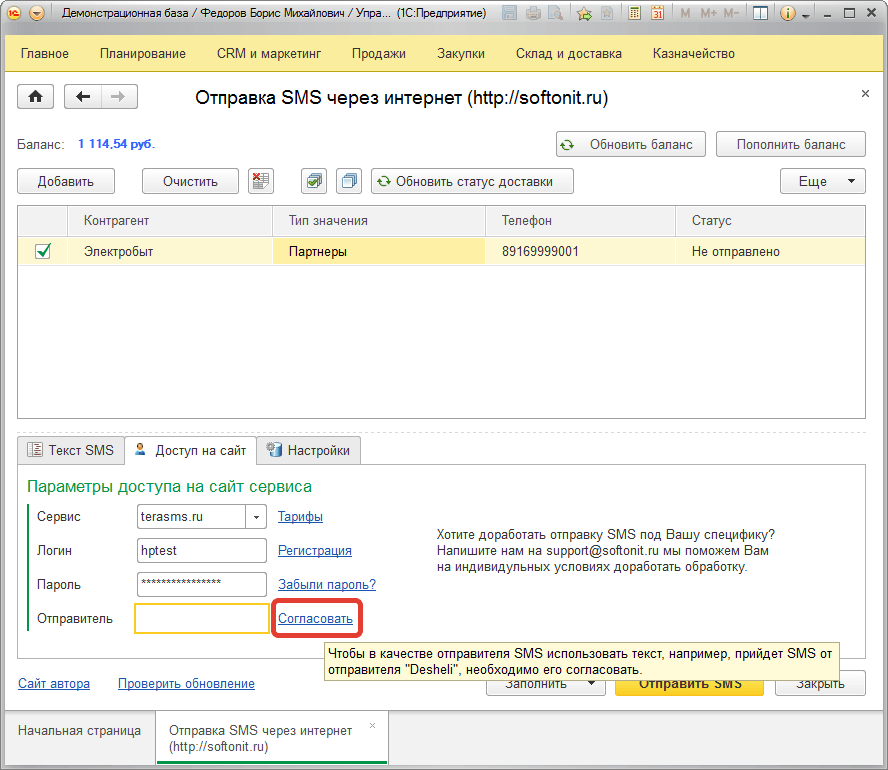 Демонстрационная база / Федоров Борис Михайлович / Упра... (1С:Предприятие)
31 M M+ M-
Главное Планирование CRM и маркетинг Продажи Закупки Склад и доставка Казначейство
Отправка SMS через интернет (http://softonit.ru)
Баланс: 1 114,54 руб. Обновить баланс Пополнить баланс
Добавить Очистить Обновить статус доставки Еще
Контрагент Тип значения Телефон Статус
Электробыт Партнеры 89169999001 Не отправлено
Текст SMS Доступ на сайт Настройки
Параметры доступа на сайт сервиса
Сервис terasms.ru Тарифы
Логин hptest Регистрация
Пароль **************** Забыли пароль?
Отправитель Согласовать
Хотите доработать отправку SMS под Вашу специфику?
Напишите нам на support@softonit.ru мы поможем Вам
на индивидульных условиях доработать обработку.
Чтобы в качестве отправителя SMS использовать текст, например, прийдет SMS от
отправителя "Desheli", необходимо его согласовать.
Сайт автора Проверить обновление Заполнить Отправить SMS Закрыть
Начальная страница
Отправка SMS через интернет
(http://softonit.ru)